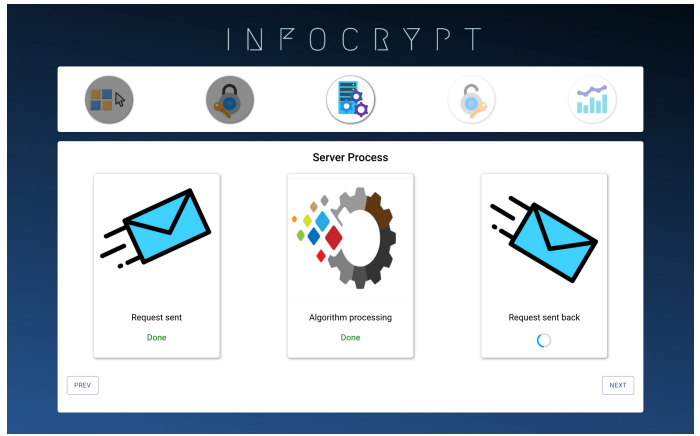 INFOCRYPT
Server Process
Request sent
Done
Algorithm processing
Done
Request sent back
PREV
NEXT